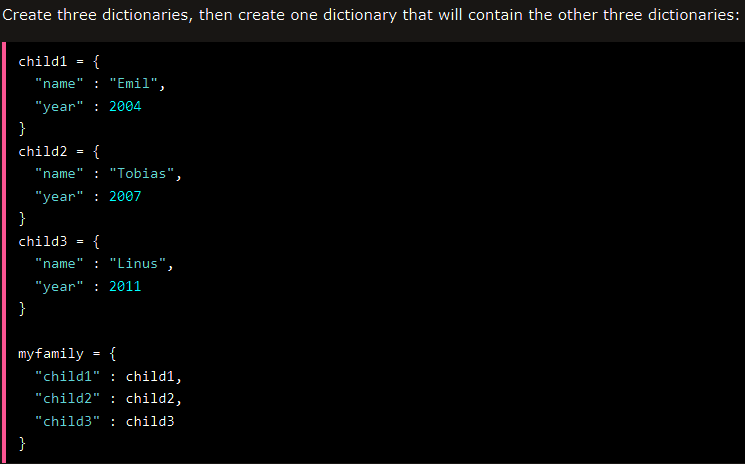 Create three dictionaries, then create one dictionary that will contain the other three dictionaries:
child1 = {
  "name" : "Emil",
  "year" : 2004
}
child2 = {
  "name" : "Tobias",
  "year" : 2007
}
child3 = {
  "name" : "Linus",
  "year" : 2011
}

myfamily = {
  "child1" : child1,
  "child2" : child2,
  "child3" : child3
}